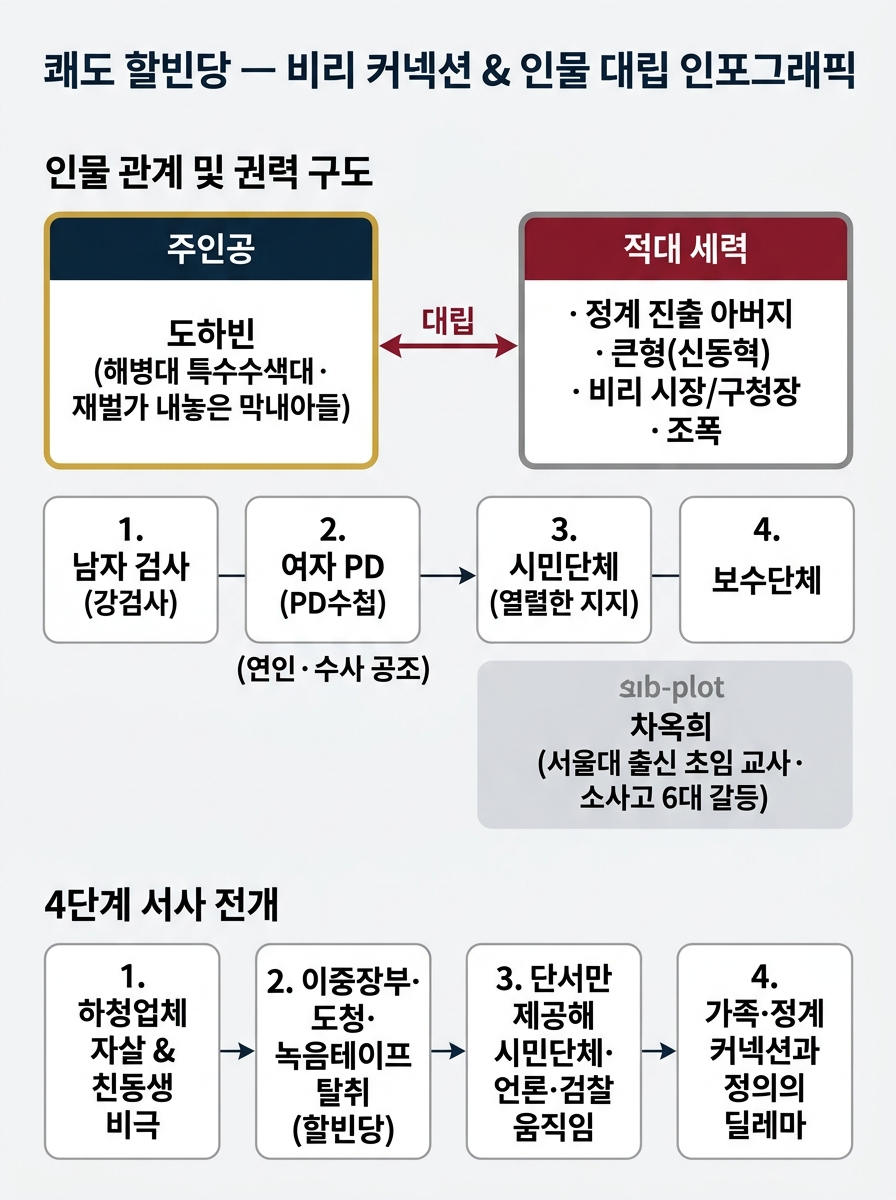 쾌도 할빈당 — 비리 커넥션 & 인물 대립 인포그래픽
인물 관계 및 권력 구도
주인공
도하빈
(해병대 특수수색대·
재벌가 내놓은 막내아들)
대립
적대 세력
· 정계 진출 아버지
· 큰형(신동혁)
· 비리 시장/구청장
· 조폭
1.
남자 검사
(강검사)
2.
여자 PD
(PD수첩)
(연인·수사 공조)
3.
시민단체
(열렬한 지지)
4.
보수단체
sub-plot
차옥희
(서울대 출신 초임 교사·
소사고 6대 갈등)
4단계 서사 전개
1.
하청업체
자살 &
친동생
비극
2. 이중장부·
도청·
녹음테이프
탈취
(할빈당)
3. 단서만
제공해
시민단체·
언론·검찰
움직임
4.
가족·정계
커넥션과
정의의
딜레마